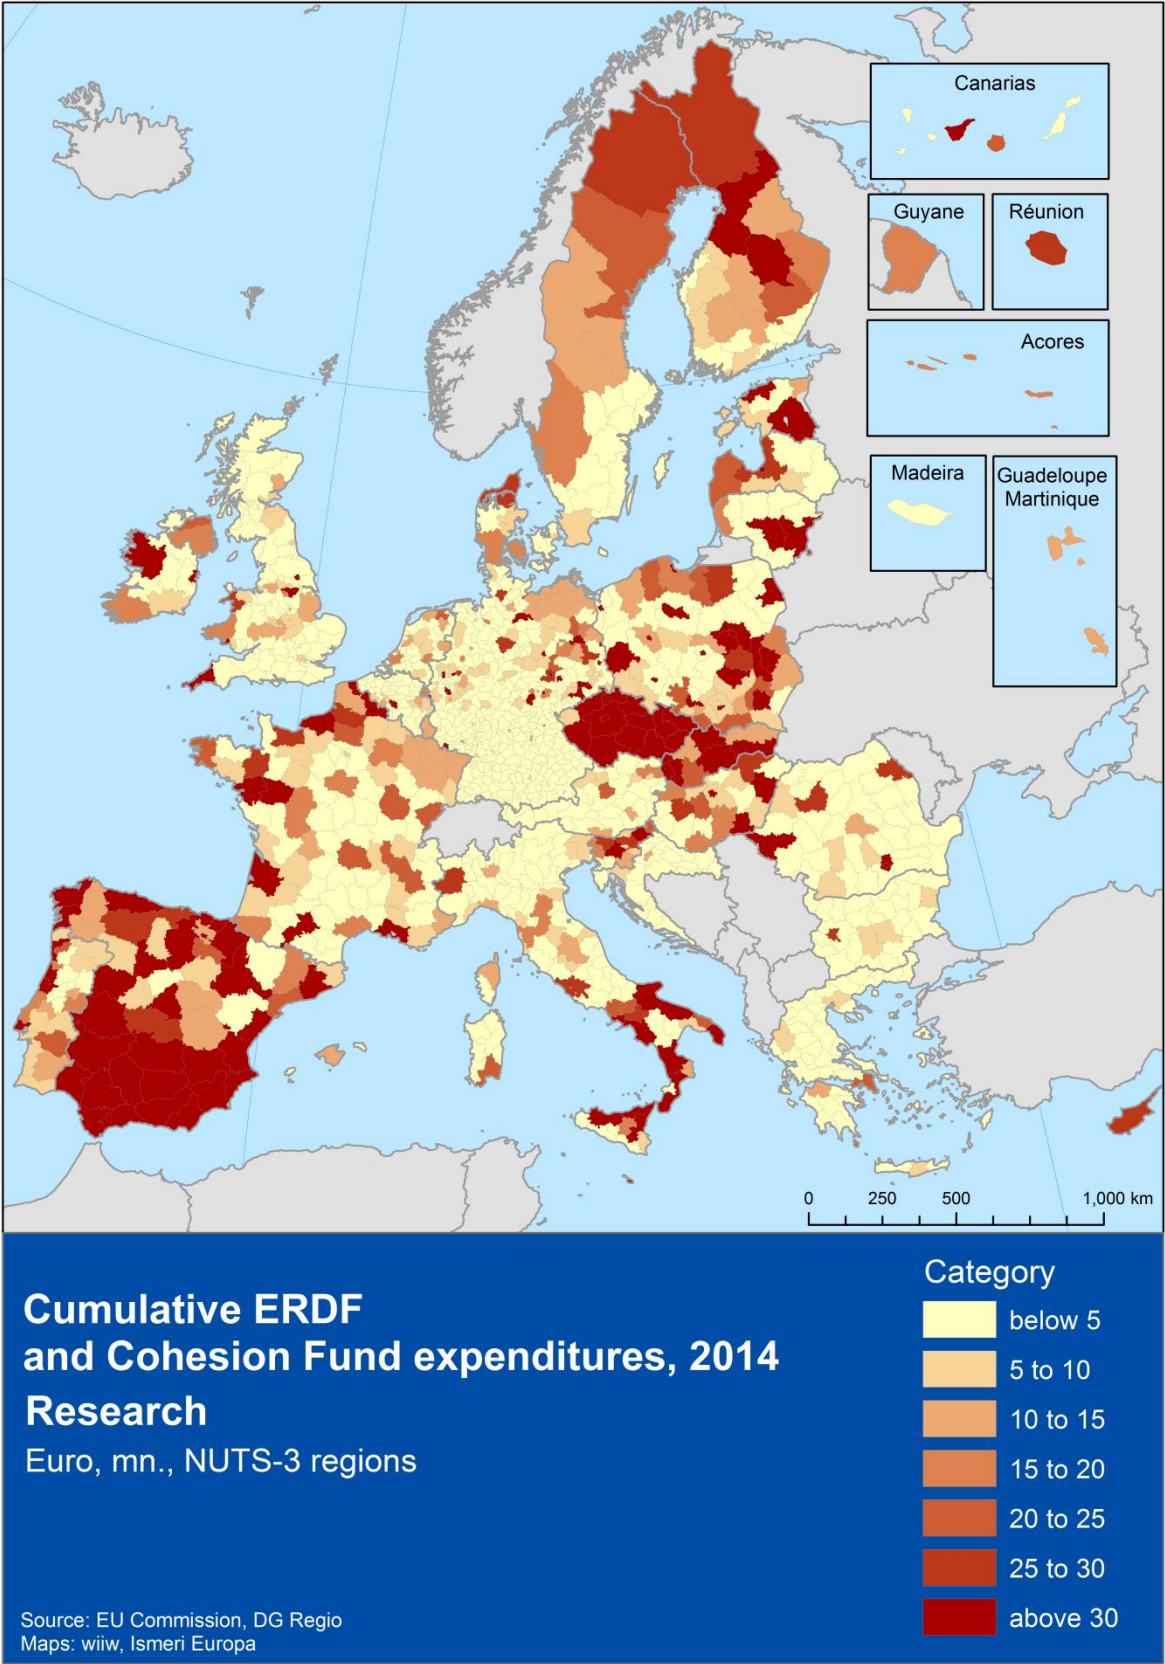 Canarias
Guyane
Réunion
Acores
Madeira
Guadeloupe
Martinique
0 250 500 1,000 km
Cumulative ERDF
and Cohesion Fund expenditures, 2014
Research
Euro, mn., NUTS-3 regions
Category
below 5
5 to 10
10 to 15
15 to 20
20 to 25
25 to 30
above 30
Source: EU Commission, DG Regio
Maps: wiiw, Ismeri Europa